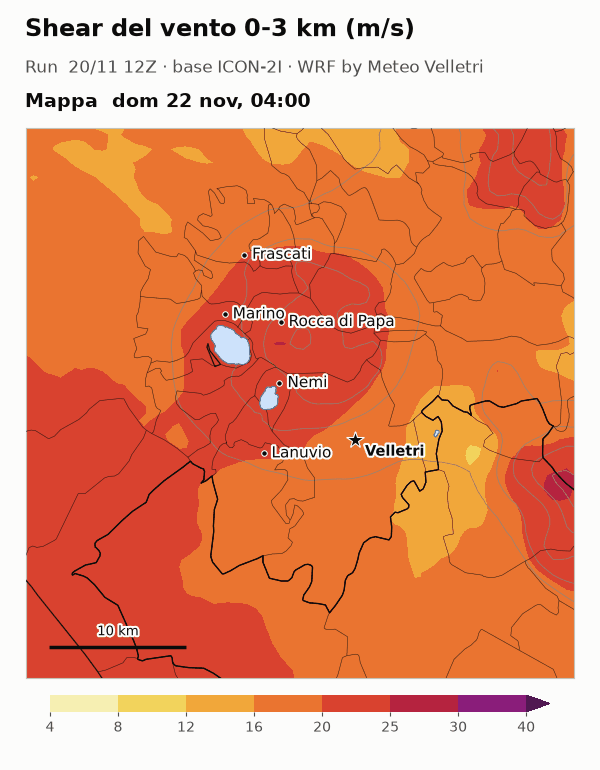 Shear del vento 0-3 km (m/s)
Run  20/11 12Z · base ICON-2I · WRF by Meteo Velletri
Mappa  dom 22 nov, 04:00
Frascati
Marino
Rocca di Papa
Nemi
Velletri
Lanuvio
10 km
4 8 12 16 20 25 30 40